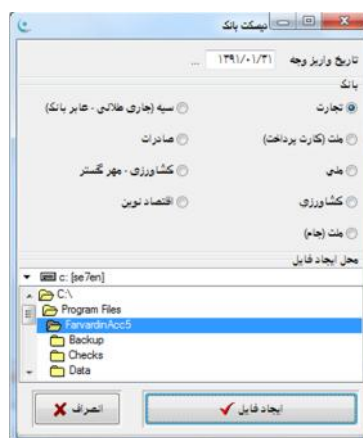 دیسکت بانک
تاریخ واریز وجه ۱۳۹۱/۰۱/۳۱ ...
بانک
تجارت
سپه (جاری طلائی - عابر بانک)
ملت (کارت پرداخت)
صادرات
ملی
کشاورزی - مهر گستر
کشاورزی
اقتصاد نوین
ملت (جام)
محل ایجاد فایل
c: [se7en]
C:\
Program Files
FarvardinAcc5
Backup
Checks
Data
ایجاد فایل
انصراف